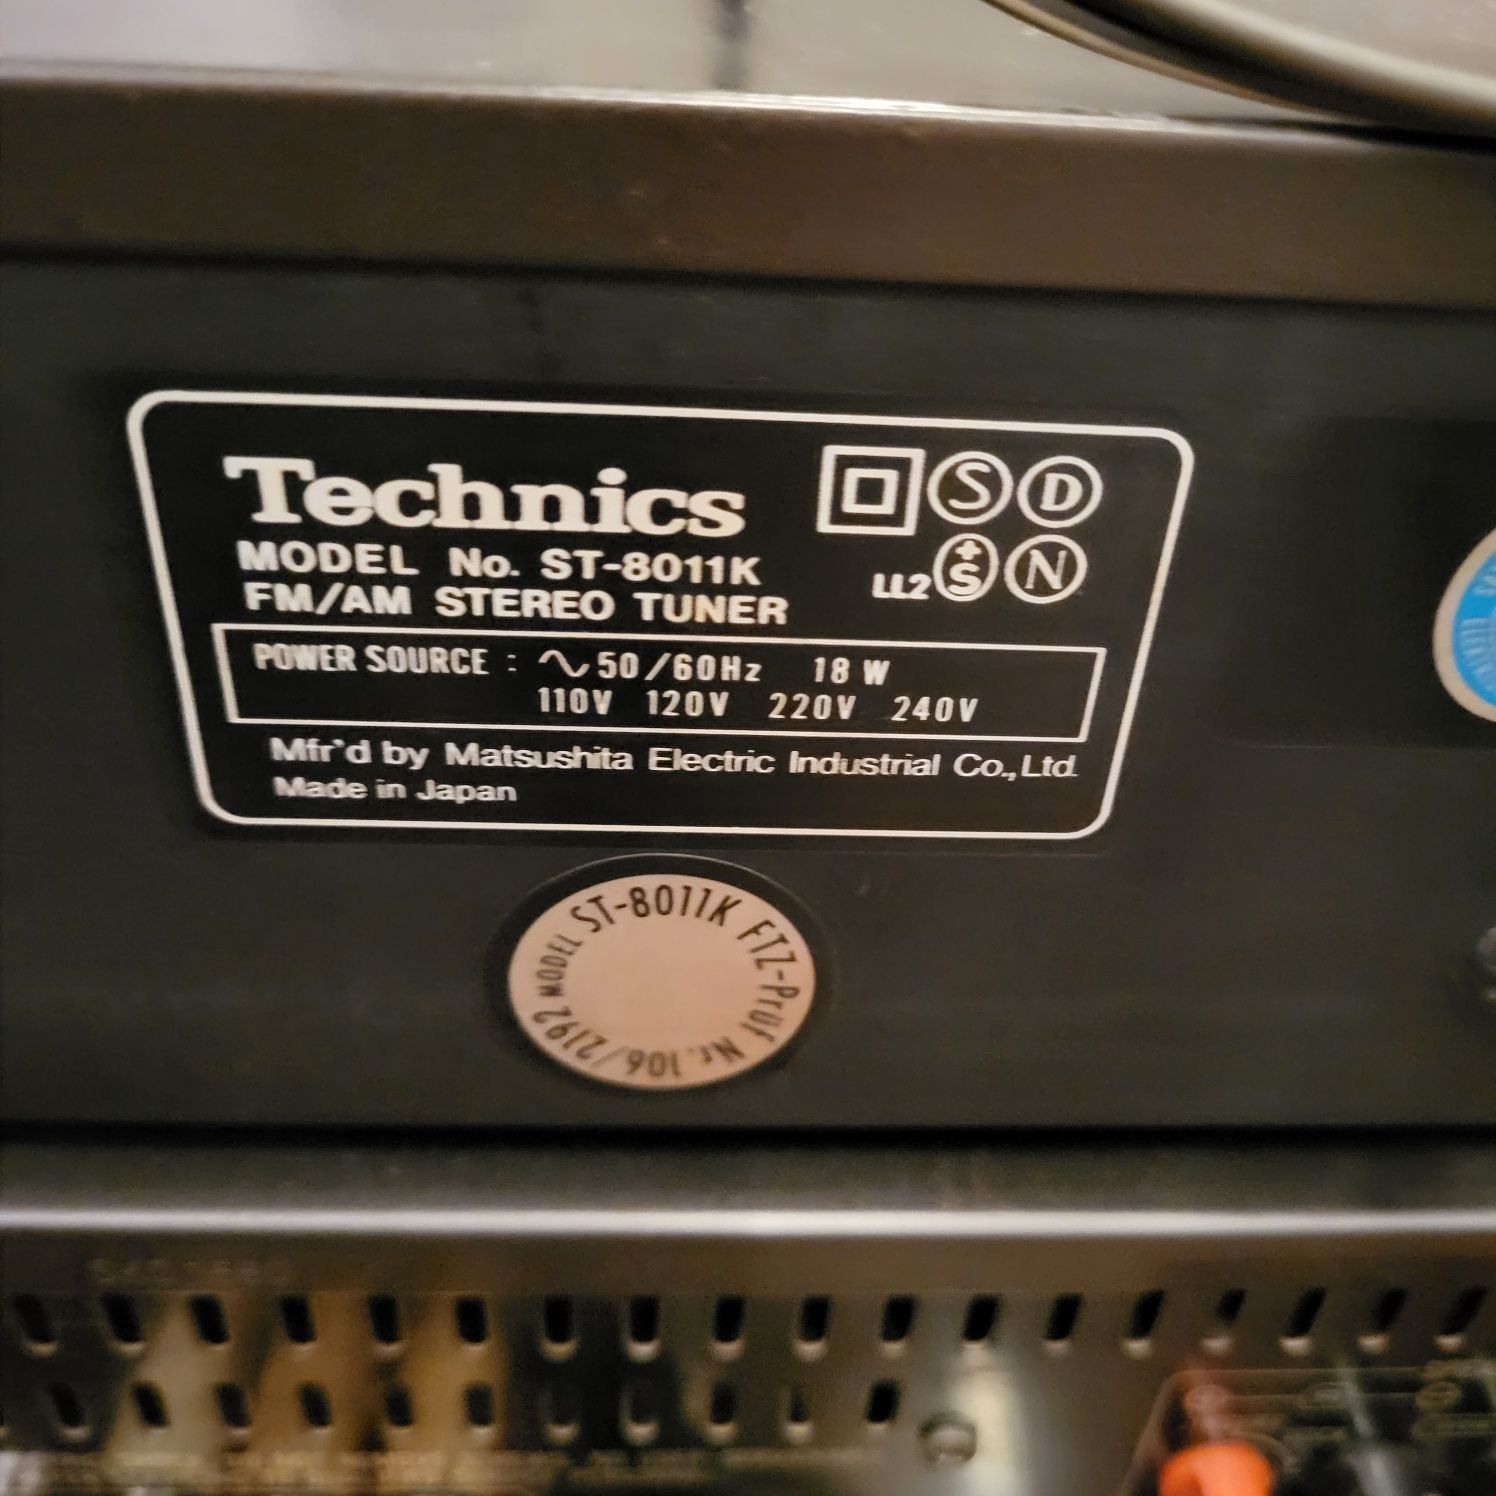 Technics
S D
MODEL No. ST-8011K
LL2 +S N
FM/AM STEREO TUNER
POWER SOURCE : ∿ 50/60Hz 18 W
110V 120V 220V 240V
Mfr'd by Matsushita Electric Industrial Co., Ltd.
Made in Japan
MODEL ST-8011K FTZ-Prüf Nr. 106/2192